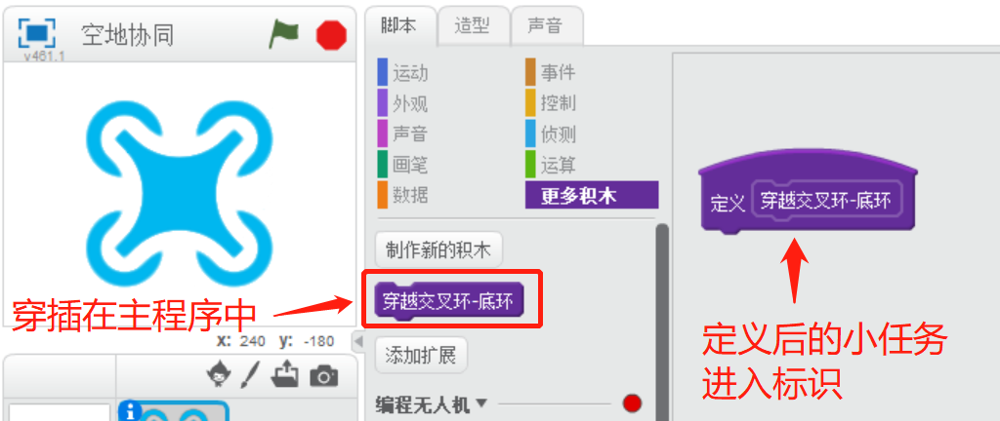 空地协同
v461.1
脚本
造型
声音
运动
事件
外观
控制
声音
侦测
画笔
运算
数据
更多积木
制作新的积木
穿越交叉环-底环
添加扩展
编程无人机
定义 穿越交叉环-底环
穿插在主程序中
定义后的小任务
进入标识
x: 240 y: -180